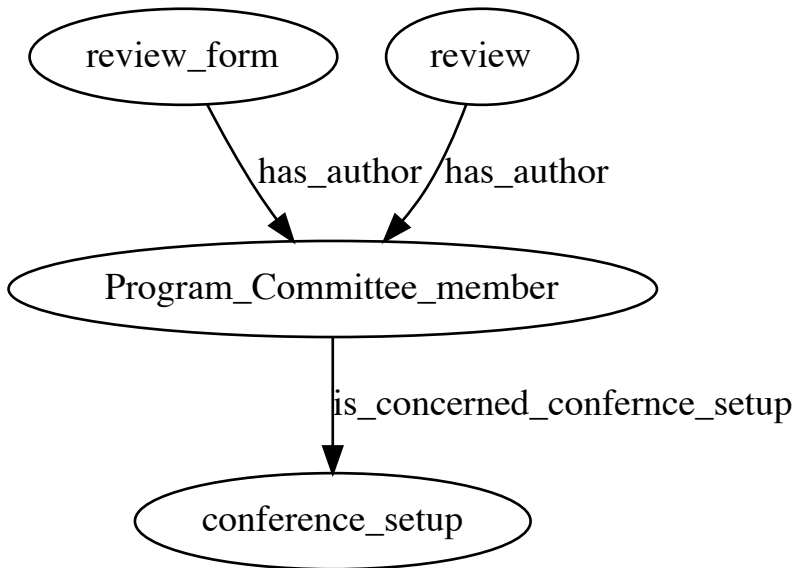 review_form
review
has_author
has_author
Program_Committee_member
is_concerned_confernce_setup
conference_setup